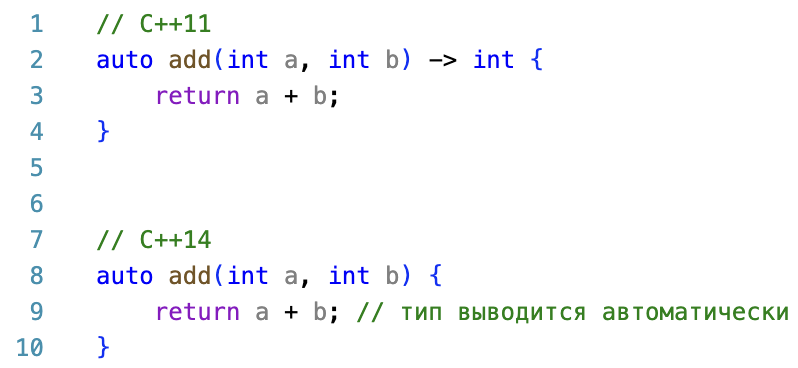 1 // C++11
2 auto add(int a, int b) -> int {
3     return a + b;
4 }
5
6
7 // C++14
8 auto add(int a, int b) {
9     return a + b; // тип выводится автоматически
10 }